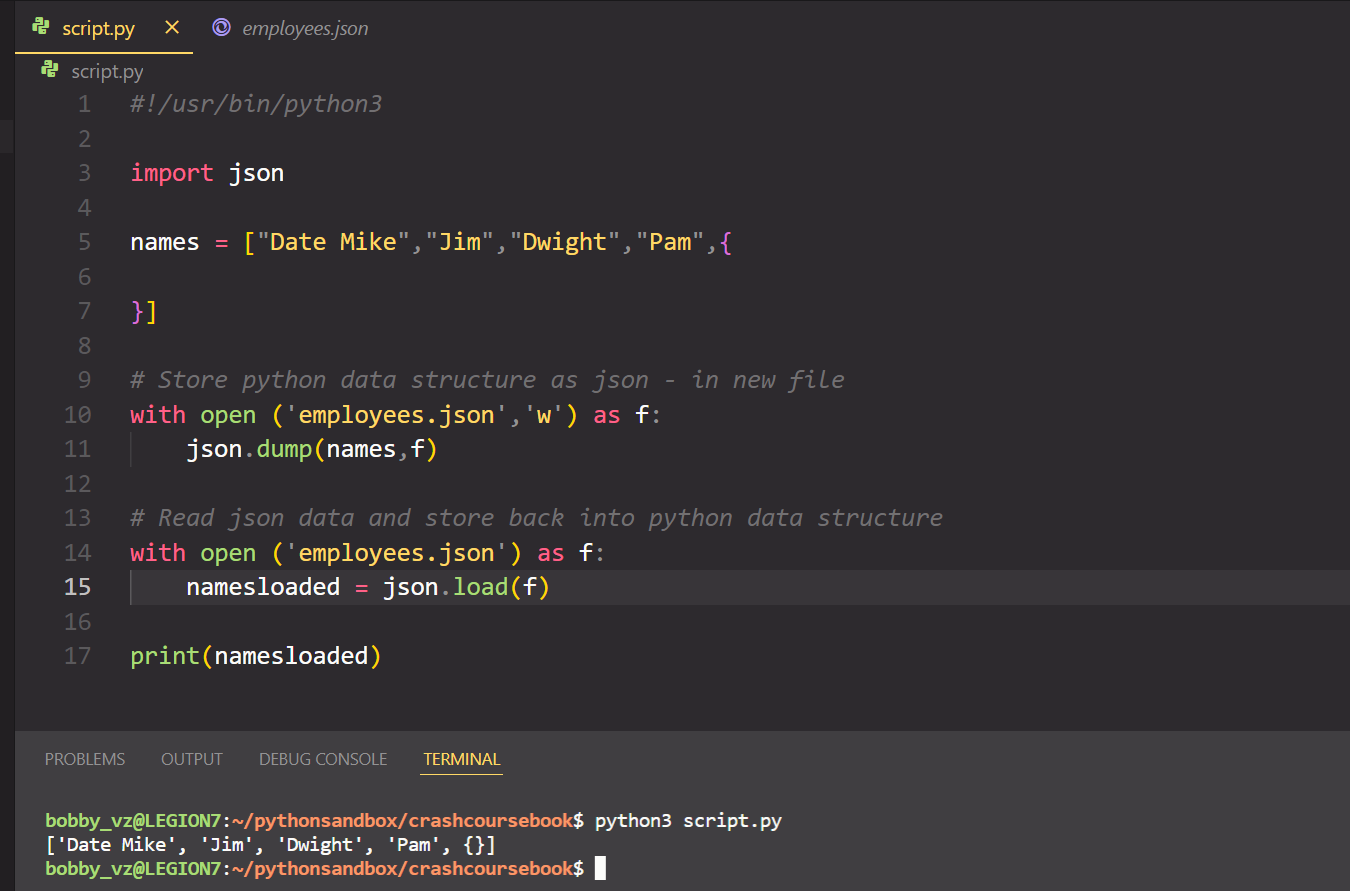 script.py
employees.json
script.py
1 #!/usr/bin/python3
2
3 import json
4
5 names = ["Date Mike","Jim","Dwight","Pam",{
6
7 }]
8
9 # Store python data structure as json - in new file
10 with open ('employees.json','w') as f:
11     json.dump(names,f)
12
13 # Read json data and store back into python data structure
14 with open ('employees.json') as f:
15     namesloaded = json.load(f)
16
17 print(namesloaded)
PROBLEMS OUTPUT DEBUG CONSOLE TERMINAL
bobby_vz@LEGION7:~/pythonsandbox/crashcoursebook$ python3 script.py
['Date Mike', 'Jim', 'Dwight', 'Pam', {}]
bobby_vz@LEGION7:~/pythonsandbox/crashcoursebook$